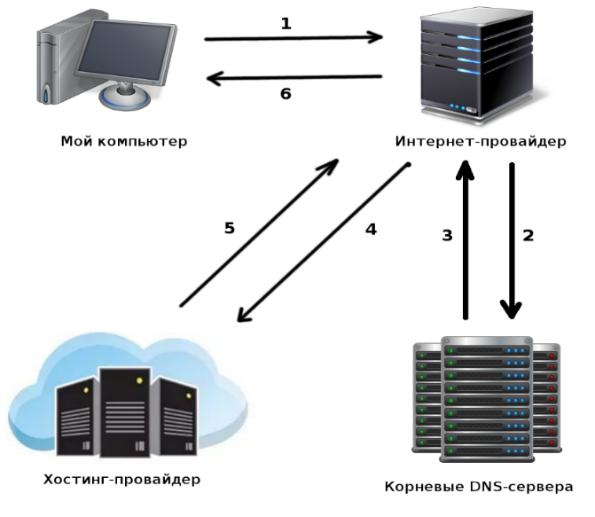 1
6
Мой компьютер
Интернет-провайдер
5
4
3
2
Хостинг-провайдер
Корневые DNS-сервера